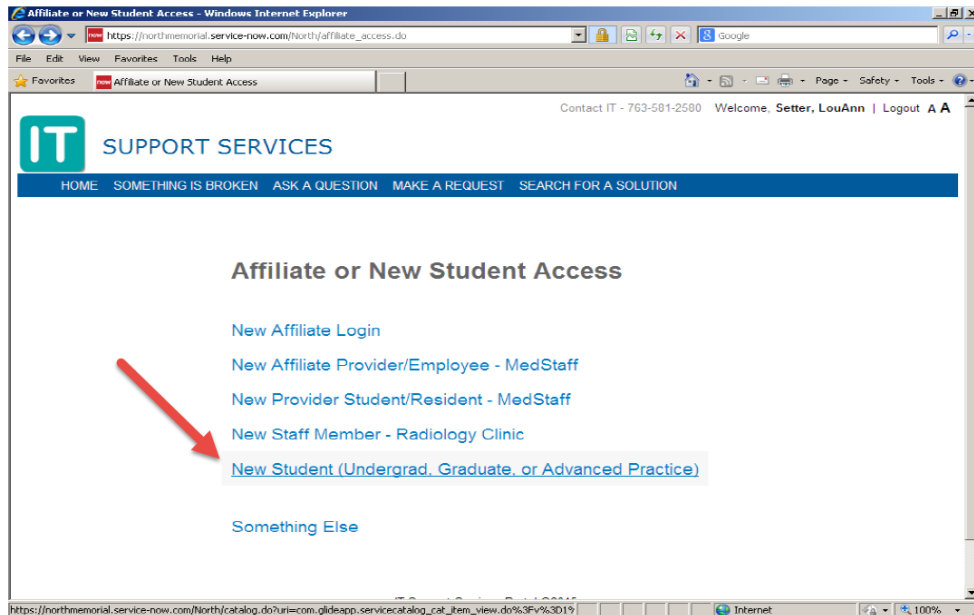 Affiliate or New Student Access - Windows Internet Explorer
https://northmemorial.service-now.com/North/affiliate_access.do
Google
File Edit View Favorites Tools Help
Favorites
now Affiliate or New Student Access
Page Safety Tools
Contact IT - 763-581-2580 Welcome, Setter, LouAnn | Logout A A
IT SUPPORT SERVICES
HOME SOMETHING IS BROKEN ASK A QUESTION MAKE A REQUEST SEARCH FOR A SOLUTION
Affiliate or New Student Access
New Affiliate Login
New Affiliate Provider/Employee - MedStaff
New Provider Student/Resident - MedStaff
New Staff Member - Radiology Clinic
New Student (Undergrad, Graduate, or Advanced Practice)
Something Else
https://northmemorial.service-now.com/North/catalog.do?uri=com.glideapp.servicecatalog_cat_item_view.do%3Fv%3D19
Internet
100%